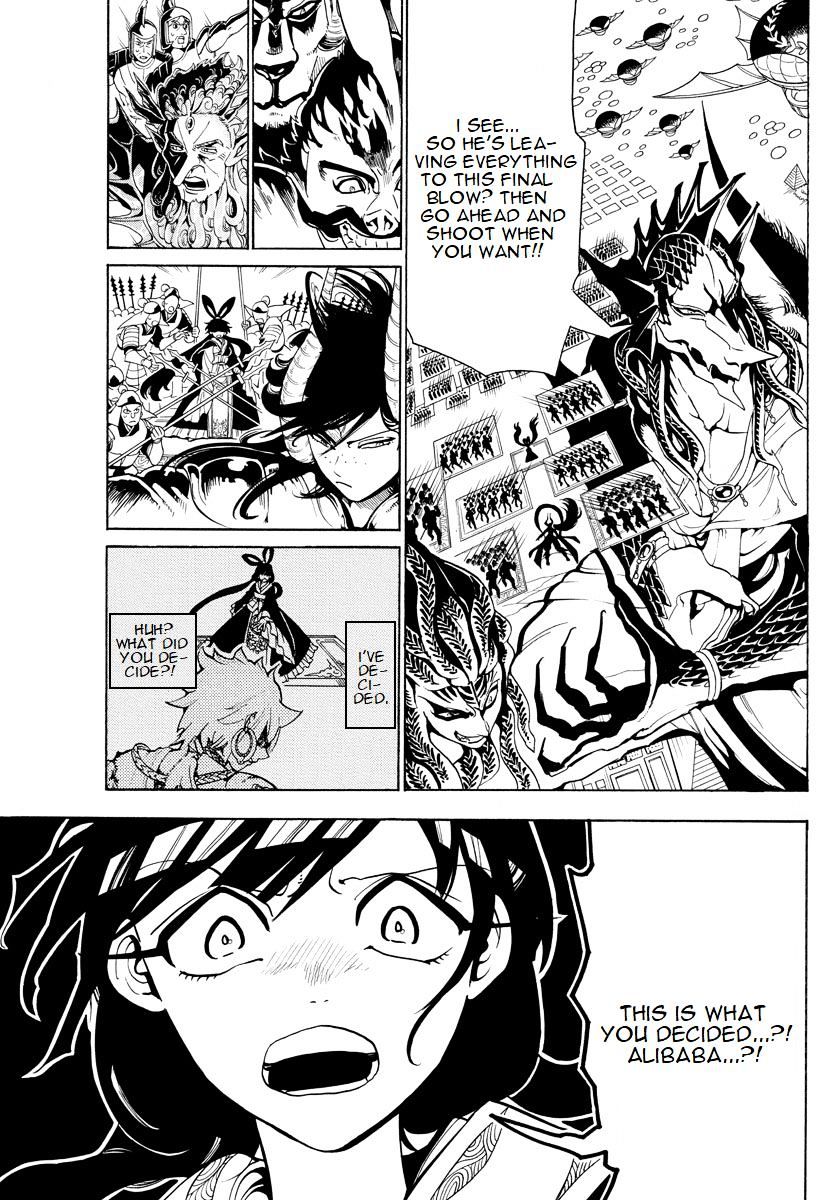 I SEE...
SO HE'S LEA-
VING EVERYTHING
TO THIS FINAL
BLOW? THEN
GO AHEAD AND
SHOOT WHEN
YOU WANT!!
I'VE
DE-
CI-
DED.
HUH?
WHAT DID
YOU DE-
CIDE?!
THIS IS WHAT
YOU DECIDED...?!
ALIBABA...?!